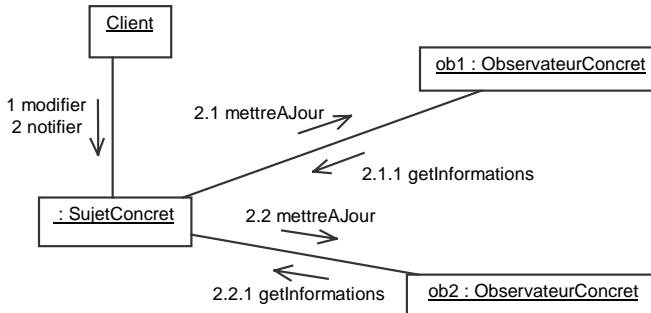 Client
ob1 : ObservateurConcret
1 modifier
2 notifier
2.1 mettreAJour
2.1.1 getInformations
: SujetConcret
2.2 mettreAJour
2.2.1 getInformations
ob2 : ObservateurConcret